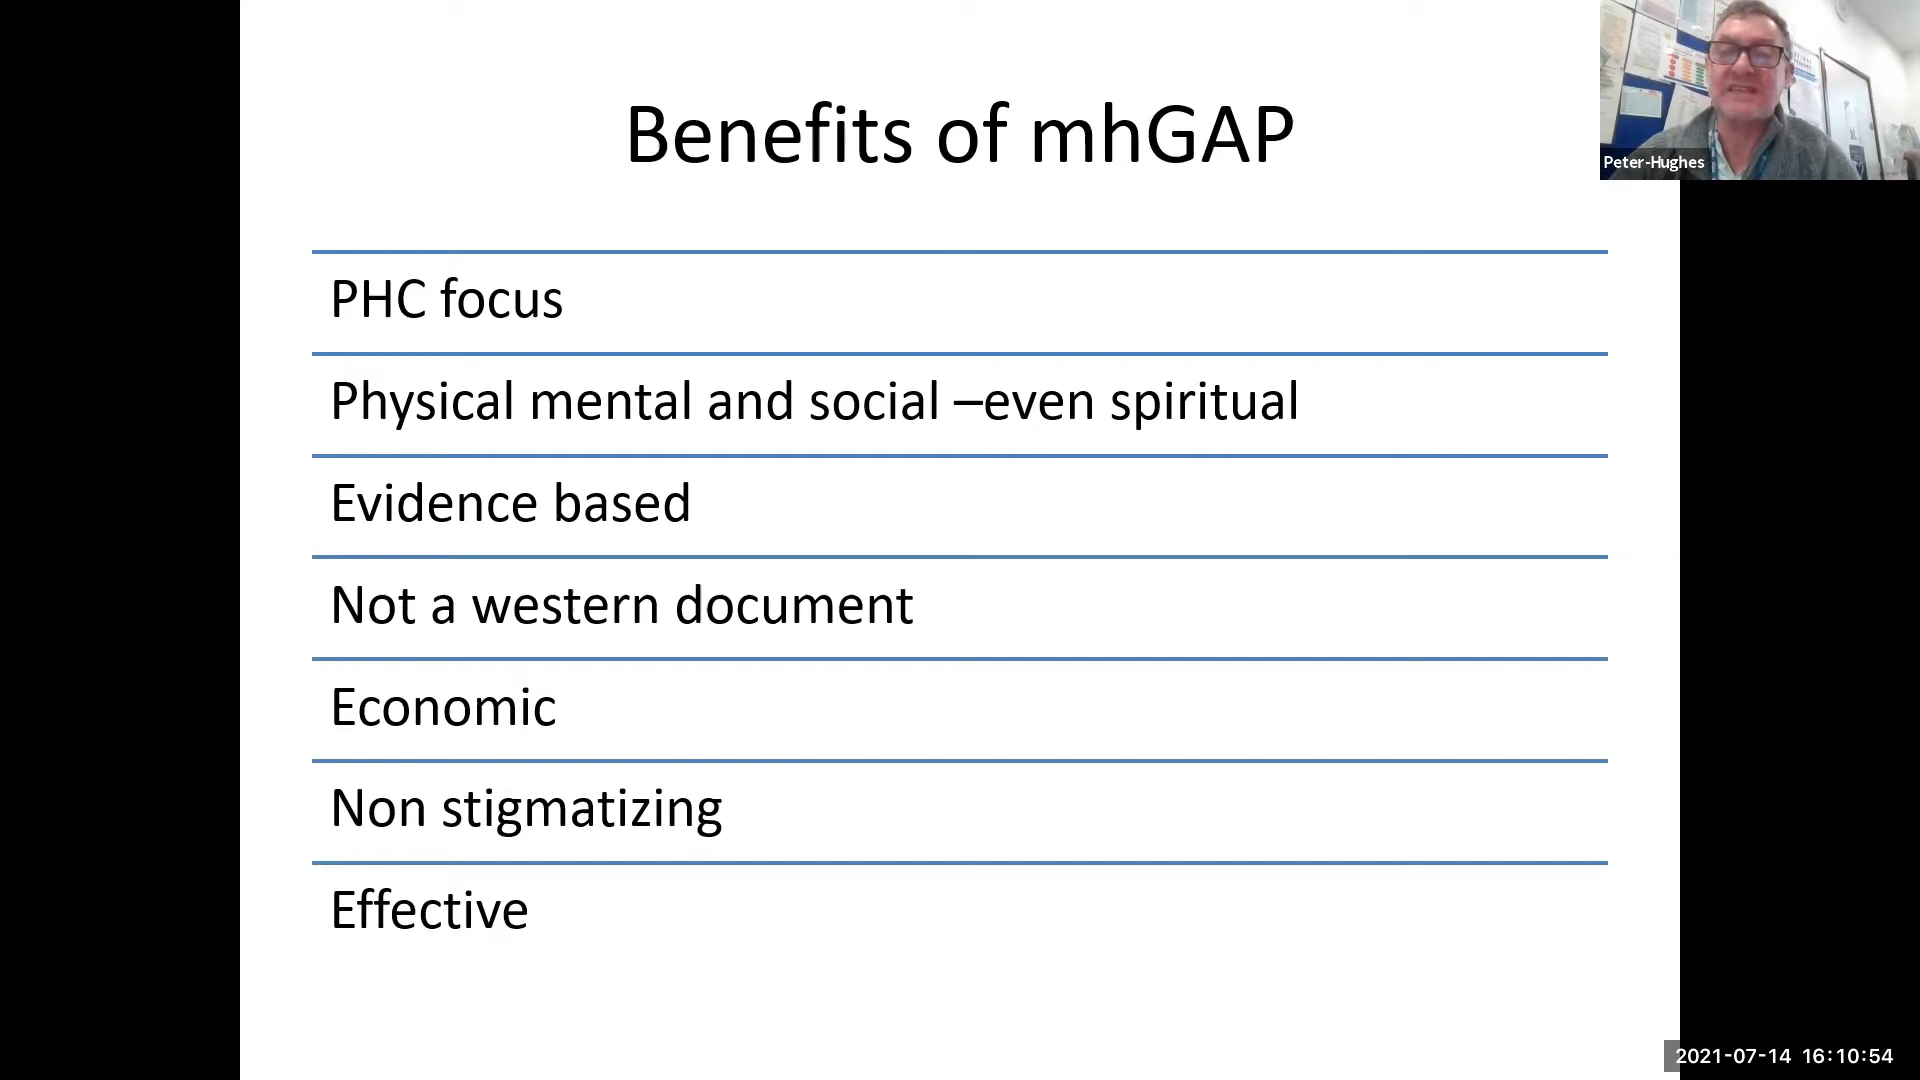 Benefits of mhGAP
Peter-Hughes
PHC focus
Physical mental and social –even spiritual
Evidence based
Not a western document
Economic
Non stigmatizing
Effective
2021-07-14 16:10:54